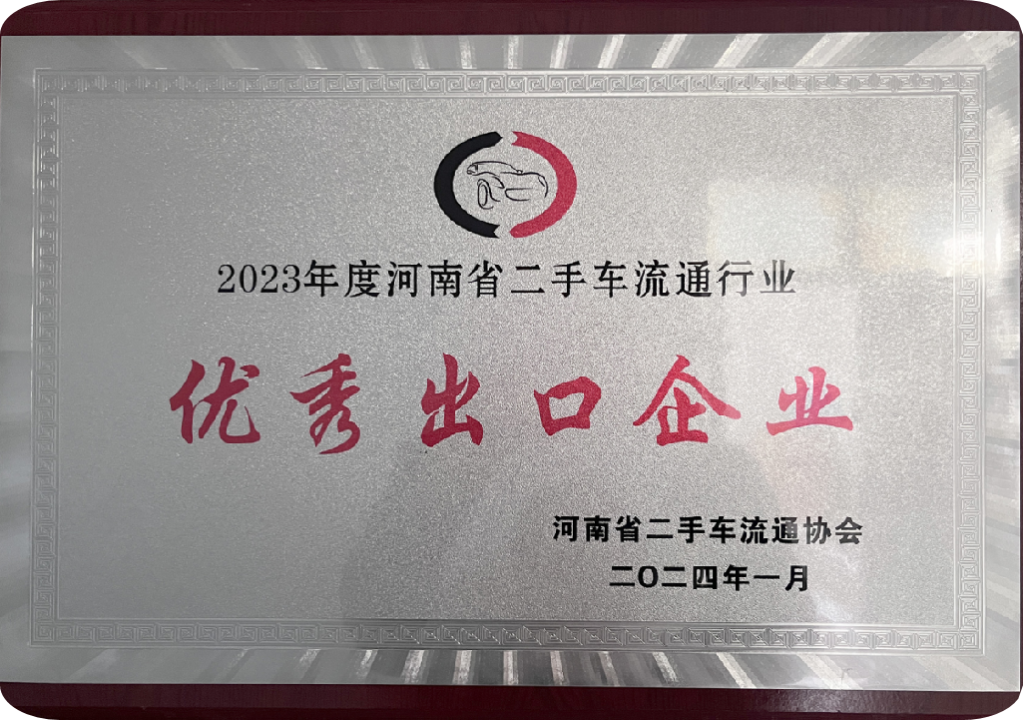 2023年度河南省二手车流通行业
优秀出口企业
河南省二手车流通协会
二〇二四年一月